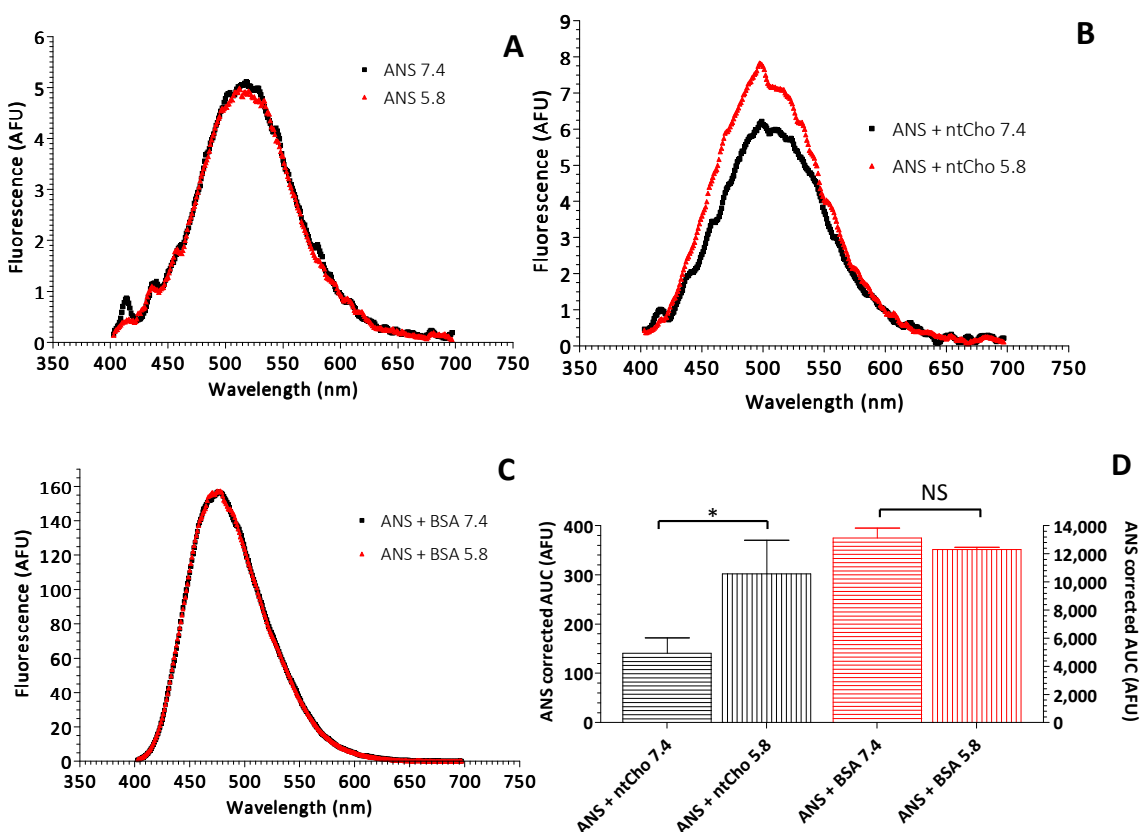 A
Fluorescence (AFU)
6
5
4
3
2
1
0
ANS 7.4
ANS 5.8
350 400 450 500 550 600 650 700 750
Wavelength (nm)
B
Fluorescence (AFU)
9
8
7
6
5
4
3
2
1
0
ANS + ntCho 7.4
ANS + ntCho 5.8
350 400 450 500 550 600 650 700 750
Wavelength (nm)
C
Fluorescence (AFU)
160
140
120
100
80
60
40
20
0
ANS + BSA 7.4
ANS + BSA 5.8
350 400 450 500 550 600 650 700 750
Wavelength (nm)
D
ANS corrected AUC (AFU)
400
300
200
100
0
*
NS
14,000
12,000
10,000
8,000
6,000
4,000
2,000
0
ANS corrected AUC (AFU)
ANS + ntCho 7.4
ANS + ntCho 5.8
ANS + BSA 7.4
ANS + BSA 5.8